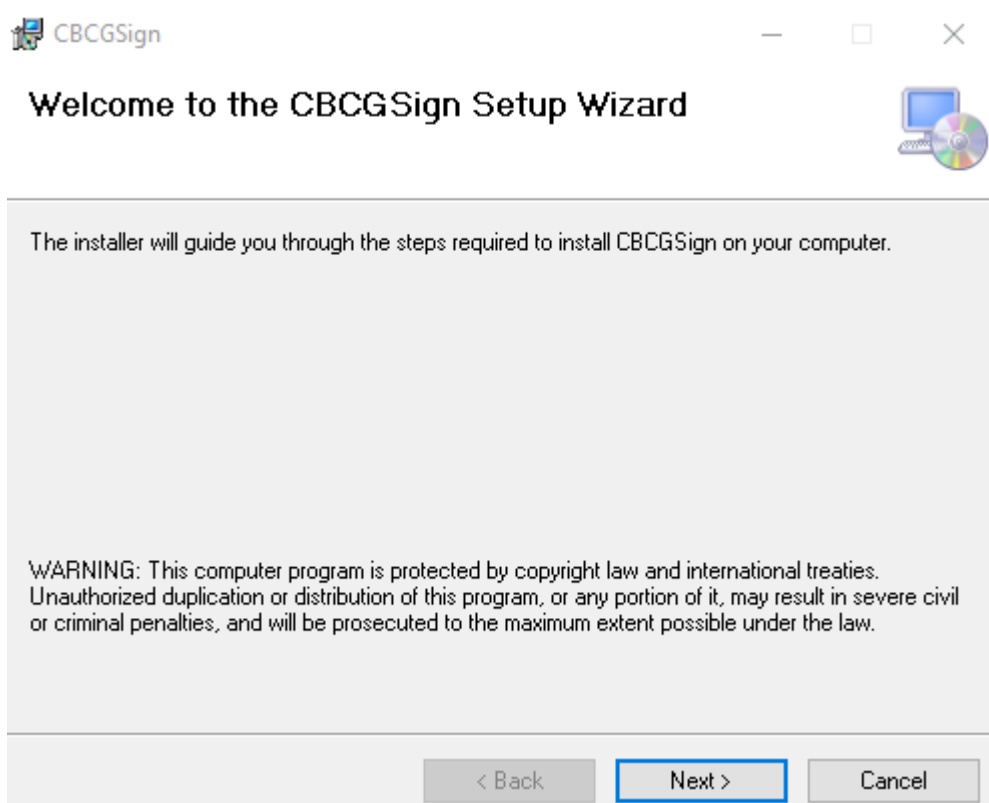 CBCGSign
Welcome to the CBCGSign Setup Wizard
The installer will guide you through the steps required to install CBCGSign on your computer.
WARNING: This computer program is protected by copyright law and international treaties.
Unauthorized duplication or distribution of this program, or any portion of it, may result in severe civil
or criminal penalties, and will be prosecuted to the maximum extent possible under the law.
< Back Next > Cancel